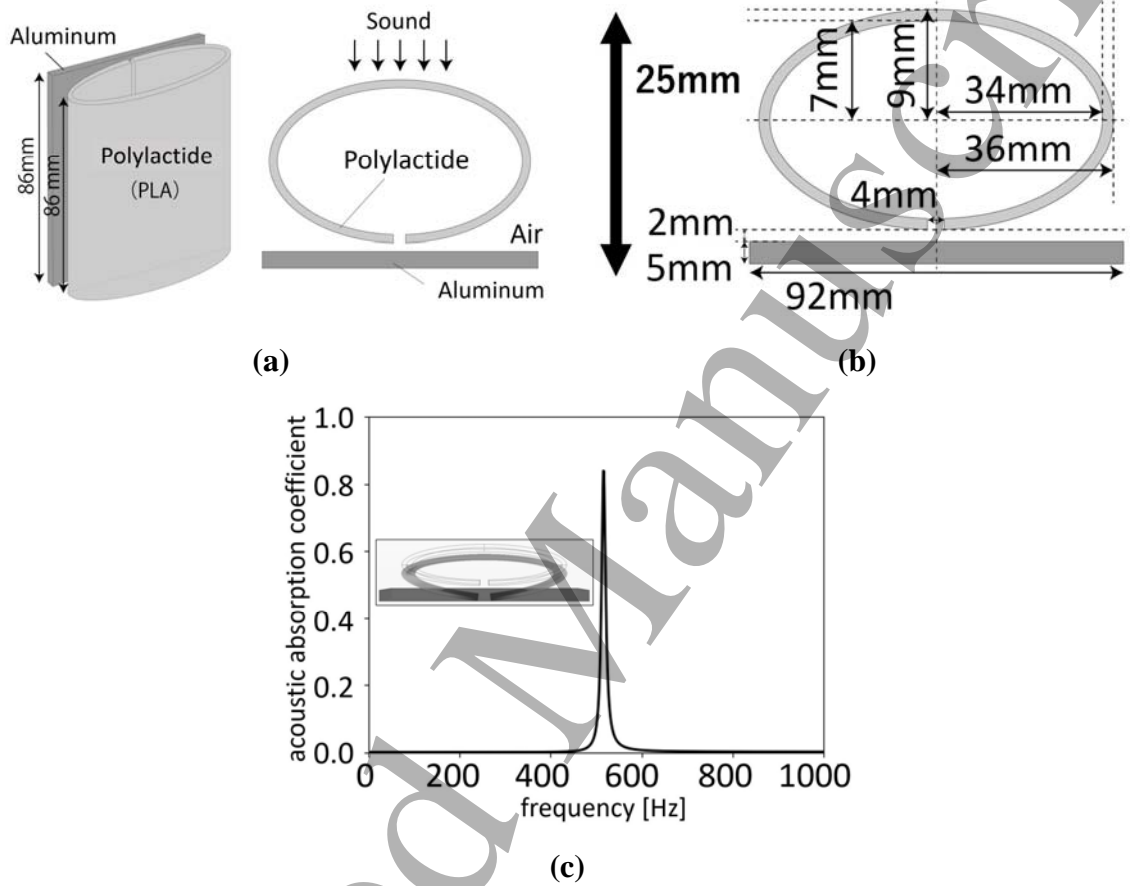 Aluminum
86mm
86 mm
Polylactide
(PLA)
Sound
Polylactide
Air
Aluminum
(a)
25mm
7mm
9mm
34mm
36mm
4mm
2mm
5mm
92mm
(b)
acoustic absorption coefficient
1.0
0.8
0.6
0.4
0.2
0.0
0 200 400 600 800 1000
frequency [Hz]
(c)
d Manuscrip